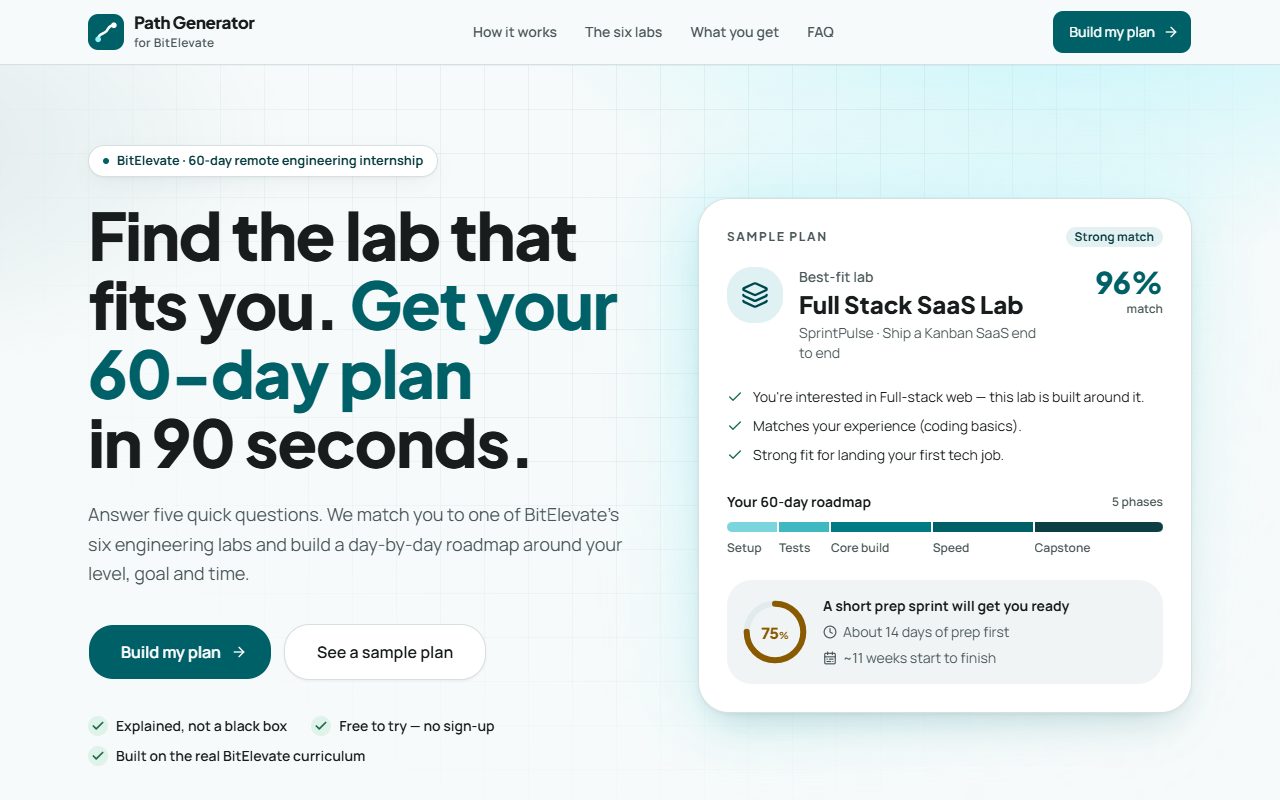 Path Generator
for BitElevate
How it works
The six labs
What you get
FAQ
Build my plan
BitElevate · 60-day remote engineering internship
Find the lab that
fits you. Get your
60-day plan
in 90 seconds.
Answer five quick questions. We match you to one of BitElevate's
six engineering labs and build a day-by-day roadmap around your
level, goal and time.
Build my plan
See a sample plan
Explained, not a black box
Free to try — no sign-up
Built on the real BitElevate curriculum
SAMPLE PLAN
Strong match
Best-fit lab
Full Stack SaaS Lab
SprintPulse · Ship a Kanban SaaS end
to end
96%
match
You're interested in Full-stack web — this lab is built around it.
Matches your experience (coding basics).
Strong fit for landing your first tech job.
Your 60-day roadmap
5 phases
Setup
Tests
Core build
Speed
Capstone
75%
A short prep sprint will get you ready
About 14 days of prep first
~11 weeks start to finish